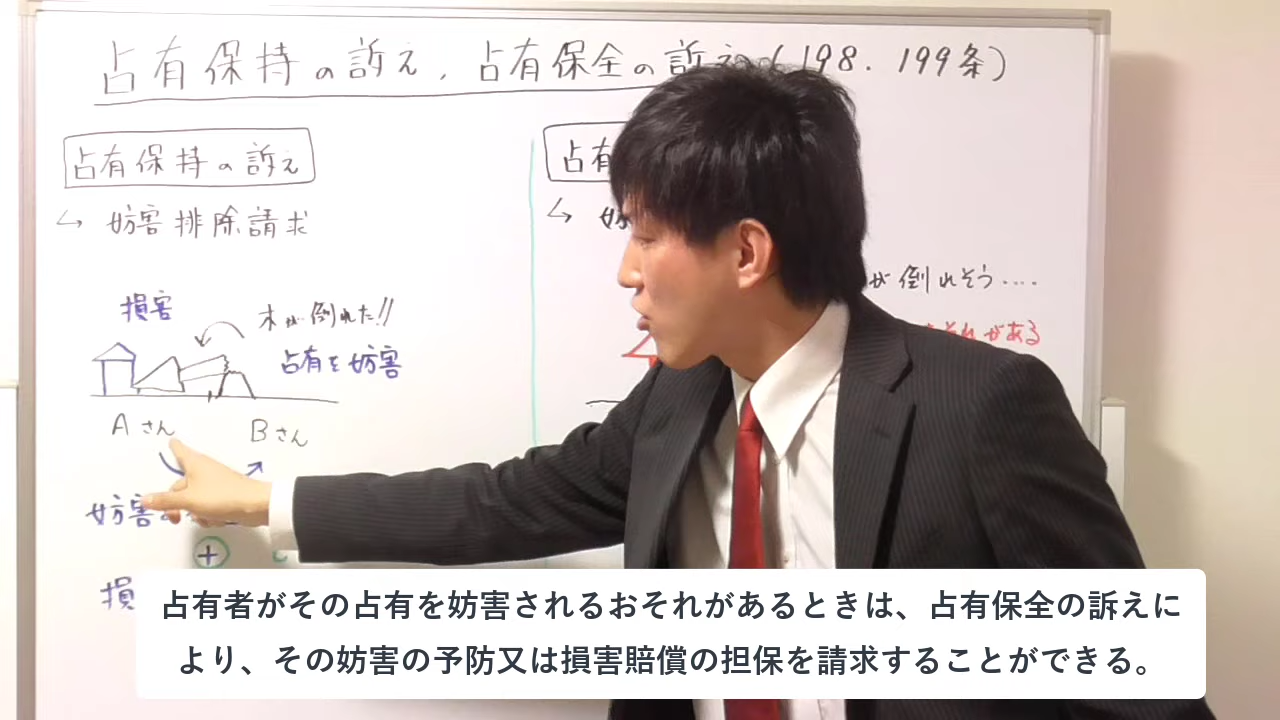 占有保持の訴え、占有保全の訴え(198.199条)
占有保持の訴え
↳ 妨害排除請求
損害
木が倒れた!!
占有を妨害
Aさん
Bさん
妨害の
+
損
占有
↳ 妨
が倒れそう‥‥
それがある
占有者がその占有を妨害されるおそれがあるときは、占有保全の訴えに
より、その妨害の予防又は損害賠償の担保を請求することができる。